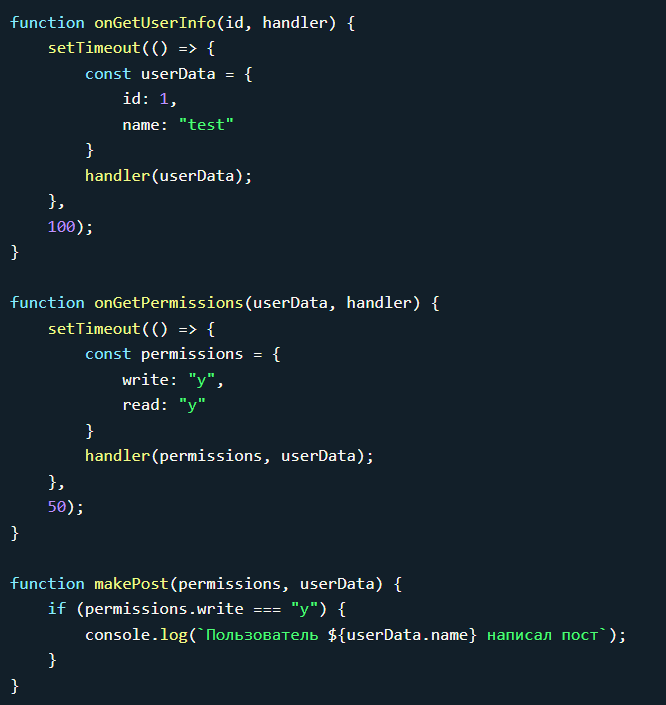 function onGetUserInfo(id, handler) {
    setTimeout(() => {
        const userData = {
            id: 1,
            name: "test"
        }
        handler(userData);
    },
    100);
}
function onGetPermissions(userData, handler) {
    setTimeout(() => {
        const permissions = {
            write: "y",
            read: "y"
        }
        handler(permissions, userData);
    },
    50);
}
function makePost(permissions, userData) {
    if (permissions.write === "y") {
        console.log(`Пользователь ${userData.name} написал пост`);
    }
}